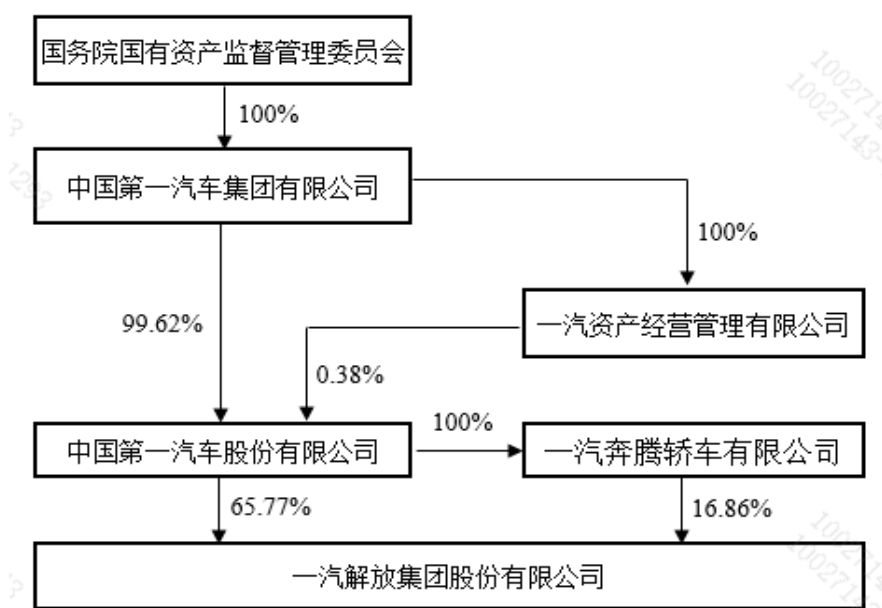 国务院国有资产监督管理委员会
100%
中国第一汽车集团有限公司
100%
99.62%
一汽资产经营管理有限公司
0.38%
中国第一汽车股份有限公司
100%
一汽奔腾轿车有限公司
65.77%
16.86%
一汽解放集团股份有限公司